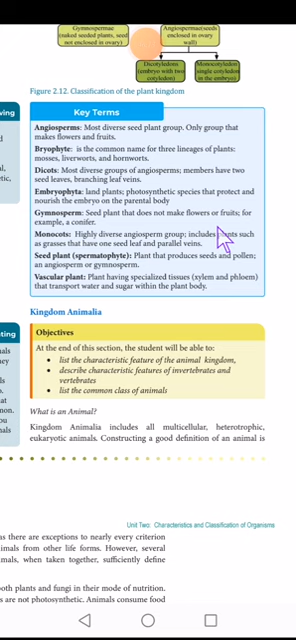 Gymnospermae
(naked seeded plants, seed
not enclosed in ovary)
Angiospermae(seeds
enclosed in ovary
wall)
Dicotyledons
(embryo with two
cotyledon)
Monocotyledon
single cotyledon
in the embryo)
Figure 2.12. Classification of the plant kingdom
Key Terms
Angiosperms: Most diverse seed plant group. Only group that
makes flowers and fruits.
Bryophyte: is the common name for three lineages of plants:
mosses, liverworts, and hornworts.
Dicots: Most diverse groups of angiosperms; members have two
seed leaves, branching leaf veins.
Embryophyta: land plants; photosynthetic species that protect and
nourish the embryo on the parental body
Gymnosperm: Seed plant that does not make flowers or fruits; for
example, a conifer.
Monocots: Highly diverse angiosperm group; includes plants such
as grasses that have one seed leaf and parallel veins.
Seed plant (spermatophyte): Plant that produces seeds and pollen;
an angiosperm or gymnosperm.
Vascular plant: Plant having specialized tissues (xylem and phloem)
that transport water and sugar within the plant body.
Kingdom Animalia
Objectives
At the end of this section, the student will be able to:
• list the characteristic feature of the animal kingdom,
• describe characteristic features of invertebrates and
vertebrates
• list the common class of animals
What is an Animal?
Kingdom Animalia includes all multicellular, heterotrophic,
eukaryotic animals. Constructing a good definition of an animal is
Unit Two: Characteristics and Classification of Organisms
as there are exceptions to nearly every criterion
imals from other life forms. However, several
imal, when taken together, sufficiently define
oth plants and fungi in their mode of nutrition.
s are not photosynthetic. Animals consume food